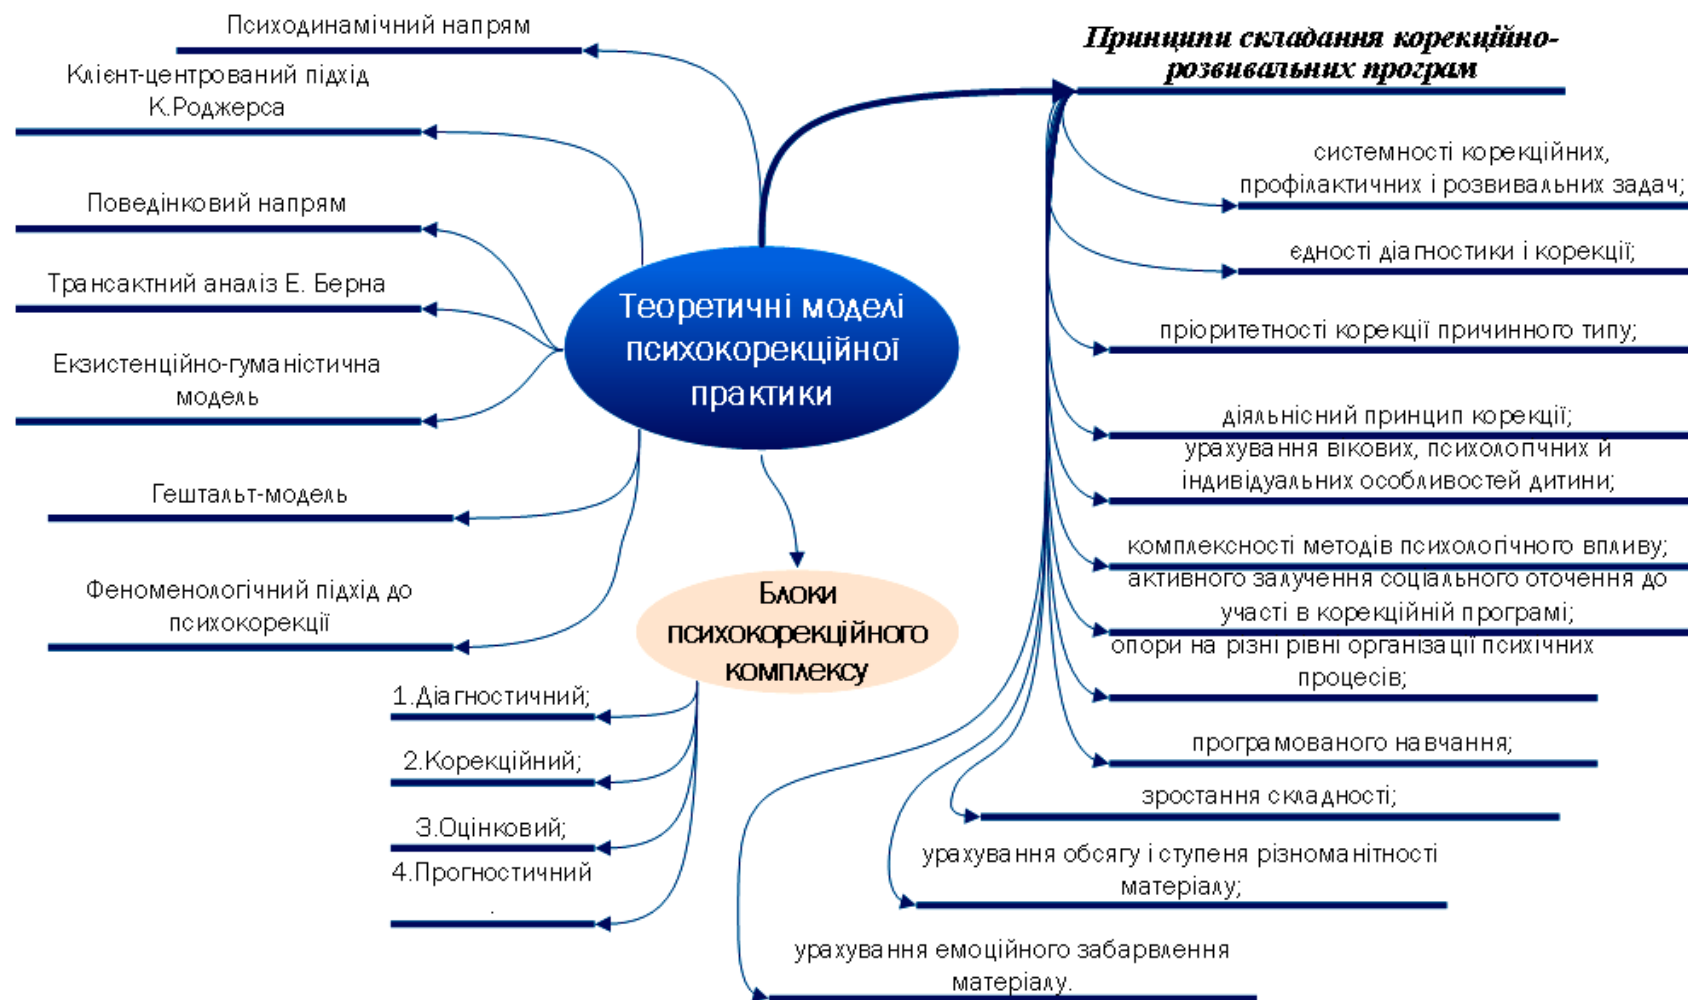 Психодинамічний напрям
Клієнт-центрований підхід
К.Роджерса
Поведінковий напрям
Трансактний аналіз Е. Берна
Екзистенційно-гуманістична
модель
Гештальт-модель
Феноменологічний підхід до
психокорекції
Теоретичні моделі
психокорекційної
практики
Блоки
психокорекційного
комплексу
1.Діагностичний;
2.Корекційний;
3.Оцінковий;
4.Прогностичний
.
Принципи складання корекційно-
розвивальних програм
системності корекційних,
профілактичних і розвивальних задач;
єдності діагностики і корекції;
пріоритетності корекції причинного типу;
діяльнісний принцип корекції;
урахування вікових, психологічних й
індивідуальних особливостей дитини;
комплексності методів психологічного впливу;
активного залучення соціального оточення до
участі в корекційній програмі;
опори на різні рівні організації психічних
процесів;
програмованого навчання;
зростання складності;
урахування обсягу і ступеня різноманітності
матеріалу;
урахування емоційного забарвлення
матеріалу.